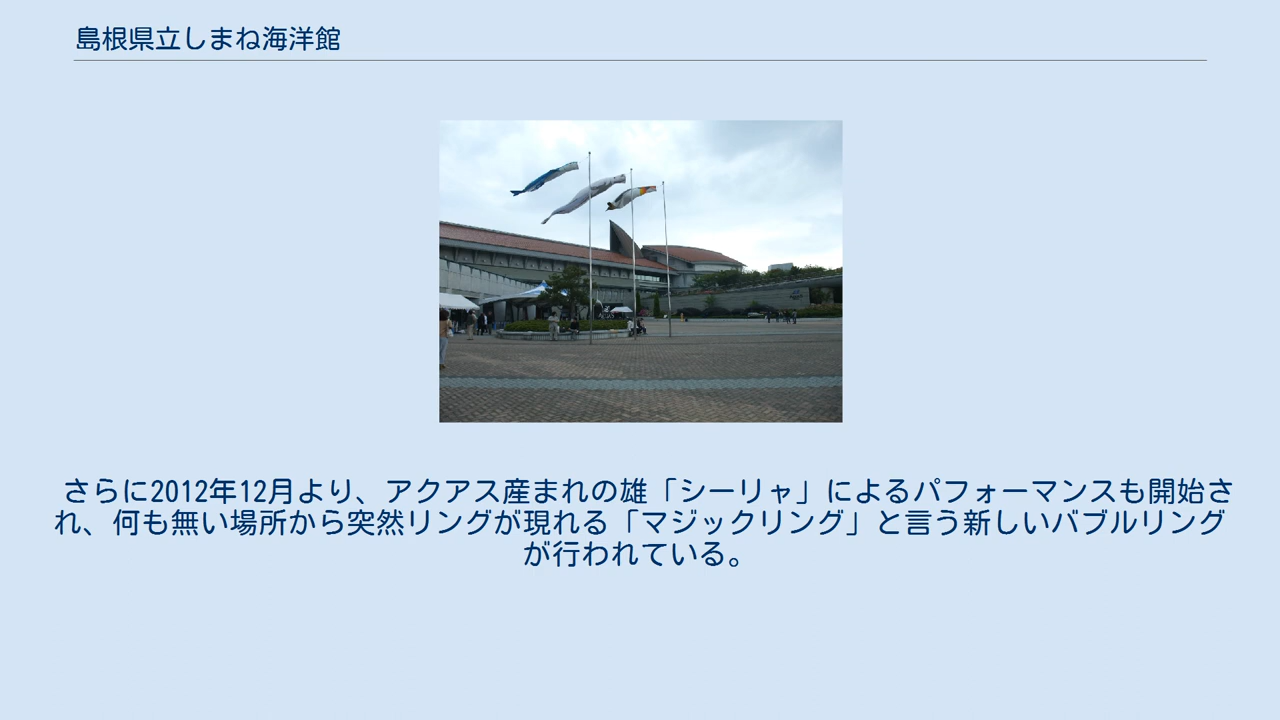 島根県立しまね海洋館
さらに2012年12月より、アクアス産まれの雄「シーリャ」によるパフォーマンスも開始さ
れ、何も無い場所から突然リングが現れる「マジックリング」と言う新しいバブルリング
が行われている。